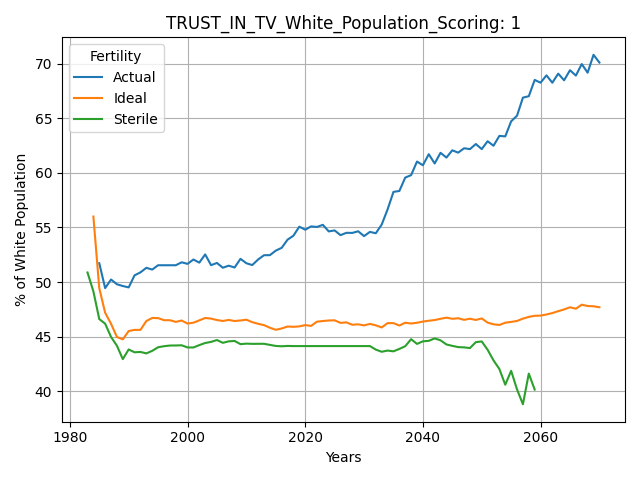 TRUST_IN_TV_White_Population_Scoring: 1
Fertility
Actual
Ideal
Sterile
% of White Population
70
65
60
55
50
45
40
1980
2000
2020
2040
2060
Years